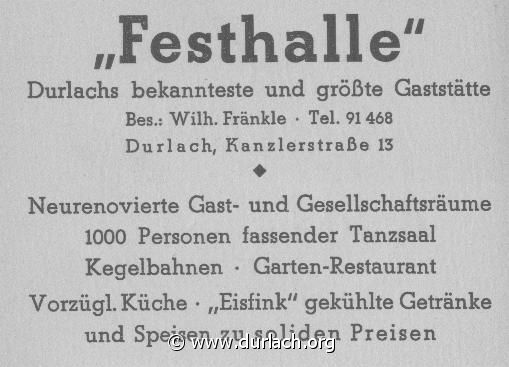 „Festhalle“
Durlachs bekannteste und größte Gaststätte
Bes.: Wilh. Fränkle · Tel. 91 468
Durlach, Kanzlerstraße 13
Neurenovierte Gast- und Gesellschaftsräume
1000 Personen fassender Tanzsaal
Kegelbahnen · Garten-Restaurant
Vorzügl. Küche · „Eisfink“ gekühlte Getränke
und Speisen zu soliden Preisen
© www.durlach.org